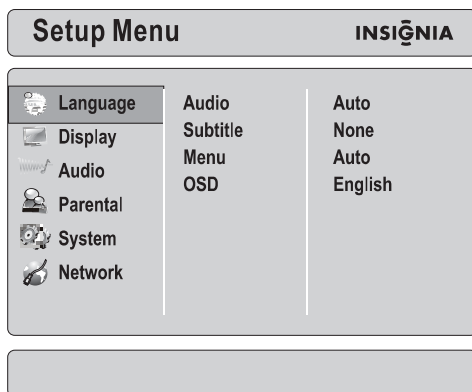 Setup Menu
INSIGNIA
Language
Display
Audio
Parental
System
Network
Audio Auto
Subtitle None
Menu Auto
OSD English